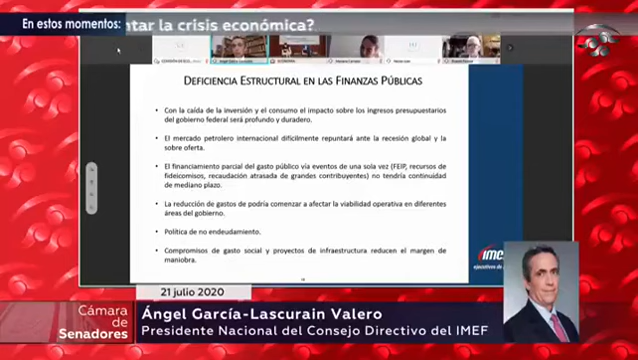 En estos momentos:
ntar la crisis económica?
DEFICIENCIA ESTRUCTURAL EN LAS FINANZAS PÚBLICAS
Con la caída de la inversión y el consumo el impacto sobre los ingresos presupuestarios
del gobierno federal será profundo y duradero.
El mercado petrolero internacional difícilmente repuntará ante la recesión global y la
sobre oferta.
El financiamiento parcial del gasto público vía eventos de una sola vez (FEIP, recursos de
fideicomisos, recaudación atrasada de grandes contribuyentes) no tendría continuidad
de mediano plazo.
La reducción de gastos de podría comenzar a afectar la viabilidad operativa en diferentes
áreas del gobierno.
Política de no endeudamiento.
Compromisos de gasto social y proyectos de infraestructura reducen el margen de
maniobra.
imef
ejecutivos de
21 julio 2020
Cámara
de
Senadores
Ángel García-Lascurain Valero
Presidente Nacional del Consejo Directivo del IMEF